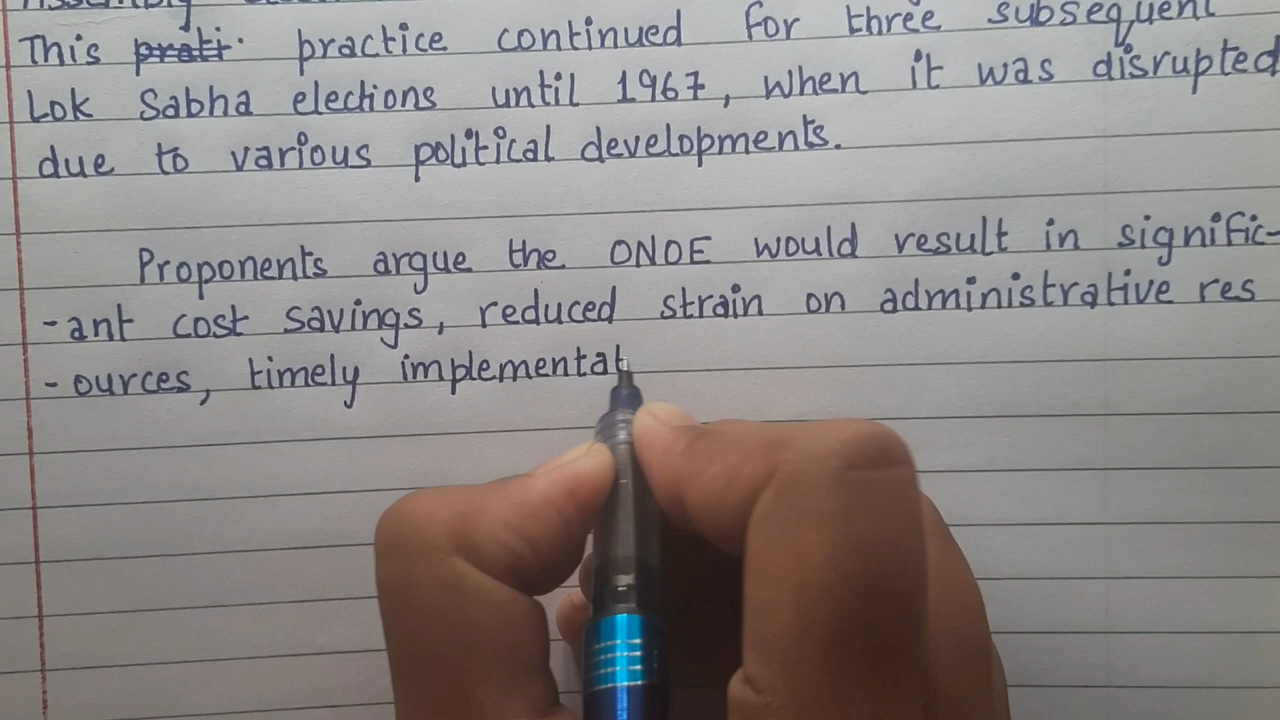 Assembly
This prati. practice continued for three subsequent
Lok Sabha elections until 1967, when it was disrupted
due to various political developments.
Proponents argue the ONOE would result in signific-
-ant cost savings, reduced strain on administrative res
-ources, timely implementat